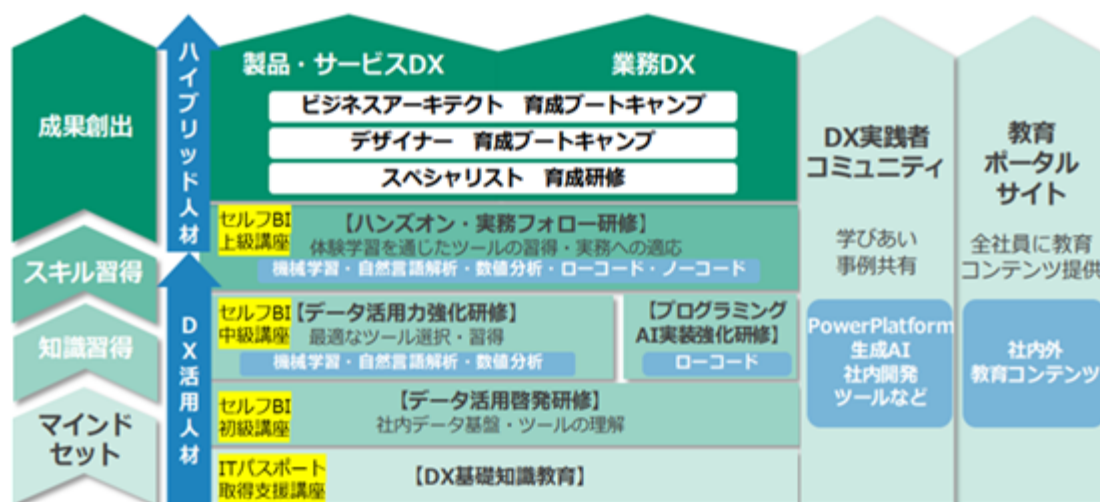 成果創出
スキル習得
知識習得
マインド
セット
ハイブリッド人材
DX活用人材
製品・サービスDX
業務DX
ビジネスアーキテクト 育成ブートキャンプ
デザイナー 育成ブートキャンプ
スペシャリスト 育成研修
セルフBI
上級講座
【ハンズオン・実務フォロー研修】
体験学習を通じたツールの習得・実務への適応
機械学習・自然言語解析・数値分析・ローコード・ノーコード
セルフBI
中級講座
【データ活用力強化研修】
最適なツール選択・習得
機械学習・自然言語解析・数値分析
【プログラミング
AI実装強化研修】
ローコード
セルフBI
初級講座
【データ活用啓発研修】
社内データ基盤・ツールの理解
ITパスポート
取得支援講座
【DX基礎知識教育】
DX実践者
コミュニティ
学びあい
事例共有
PowerPlatform
生成AI
社内開発
ツールなど
教育
ポータル
サイト
全社員に教育
コンテンツ提供
社内外
教育コンテンツ